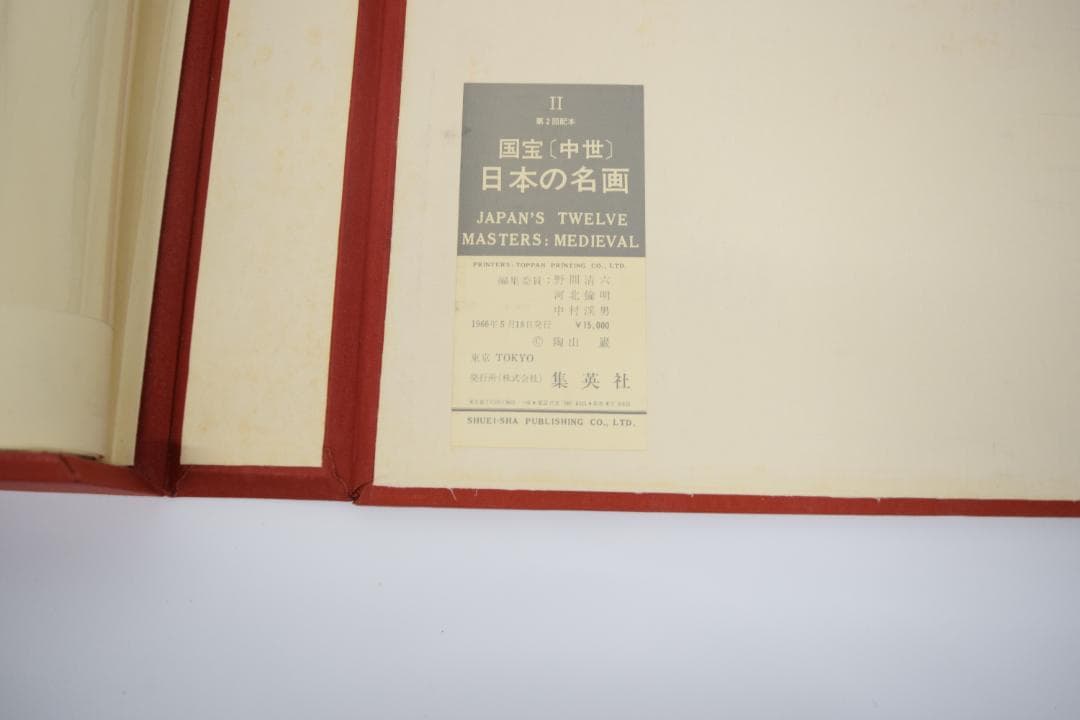 II
第2回配本
国宝〔中世〕
日本の名画
JAPAN'S TWELVE
MASTERS: MEDIEVAL
PRINTERS: TOPPAN PRINTING CO., LTD.
編集委員：野間清六
河北倫明
中村渓男
1966年5月18日発行 ¥15,000
© 陶山 巌
東京 TOKYO
発行所(株式会社) 集英社
SHUEI-SHA PUBLISHING CO., LTD.